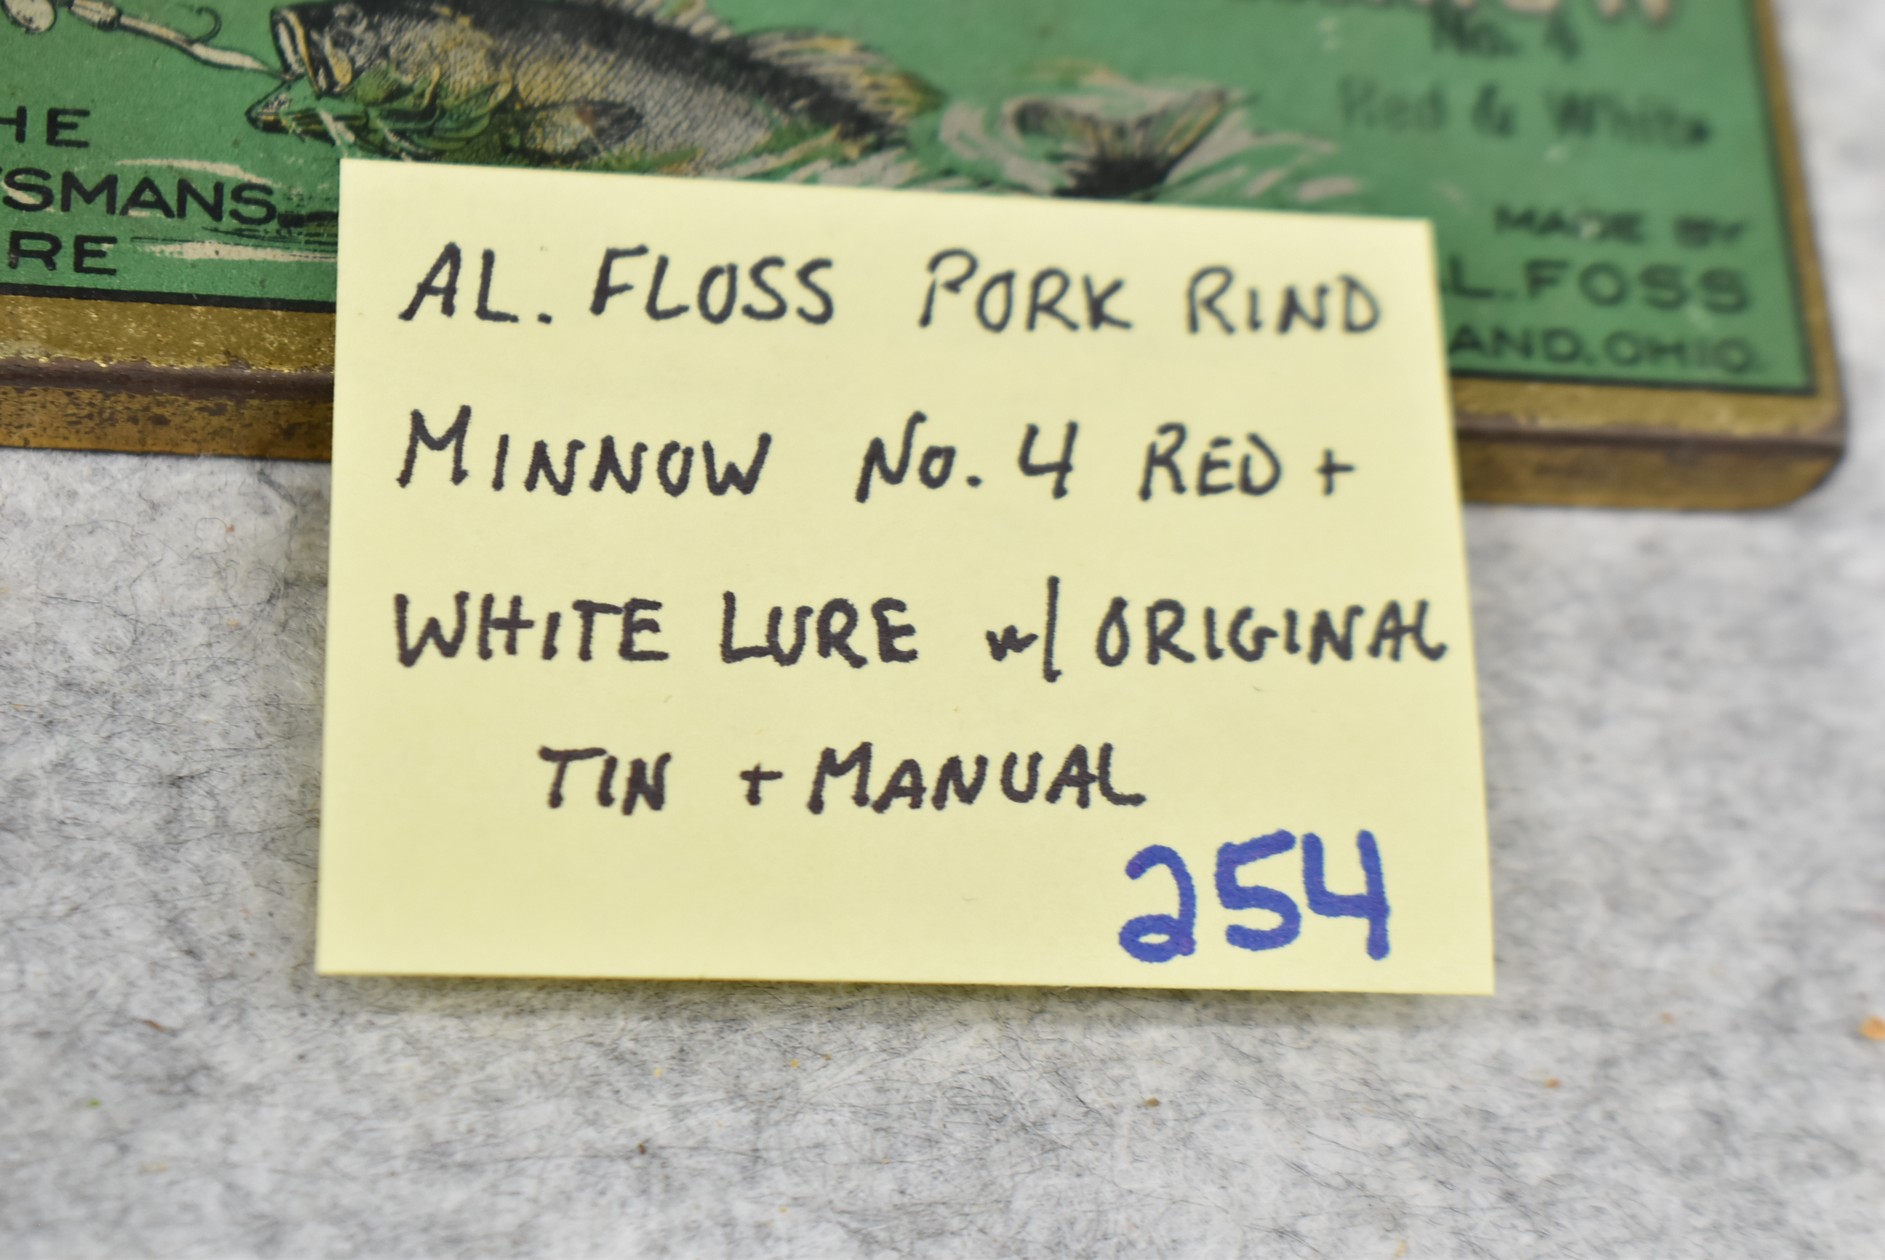 No. 4
Red & White
HE
SMANS
RE
MADE BY
L. FOSS
AND, OHIO.
AL. FLOSS PORK RIND
MINNOW No. 4 RED +
WHITE LURE w/ ORIGINAL
TIN + MANUAL
254